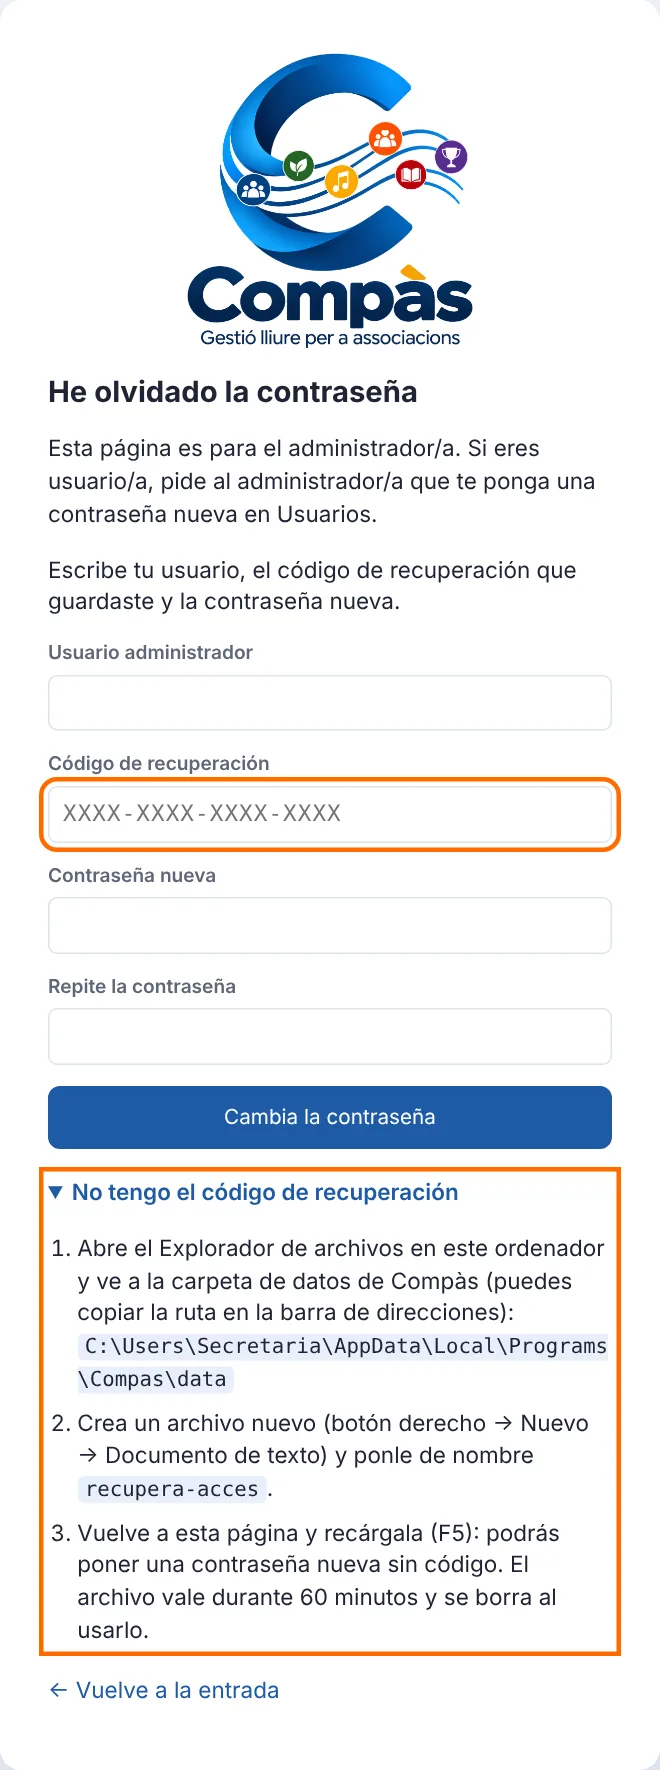 Compàs
Gestió lliure per a associacions
He olvidado la contraseña
Esta página es para el administrador/a. Si eres
usuario/a, pide al administrador/a que te ponga una
contraseña nueva en Usuarios.
Escribe tu usuario, el código de recuperación que
guardaste y la contraseña nueva.
Usuario administrador
Código de recuperación
XXXX-XXXX-XXXX-XXXX
Contraseña nueva
Repite la contraseña
Cambia la contraseña
▼ No tengo el código de recuperación
1. Abre el Explorador de archivos en este ordenador
y ve a la carpeta de datos de Compàs (puedes
copiar la ruta en la barra de direcciones):
C:\Users\Secretaria\AppData\Local\Programs
\Compas\data
2. Crea un archivo nuevo (botón derecho → Nuevo
→ Documento de texto) y ponle de nombre
recupera-acces.
3. Vuelve a esta página y recárgala (F5): podrás
poner una contraseña nueva sin código. El
archivo vale durante 60 minutos y se borra al
usarlo.
← Vuelve a la entrada